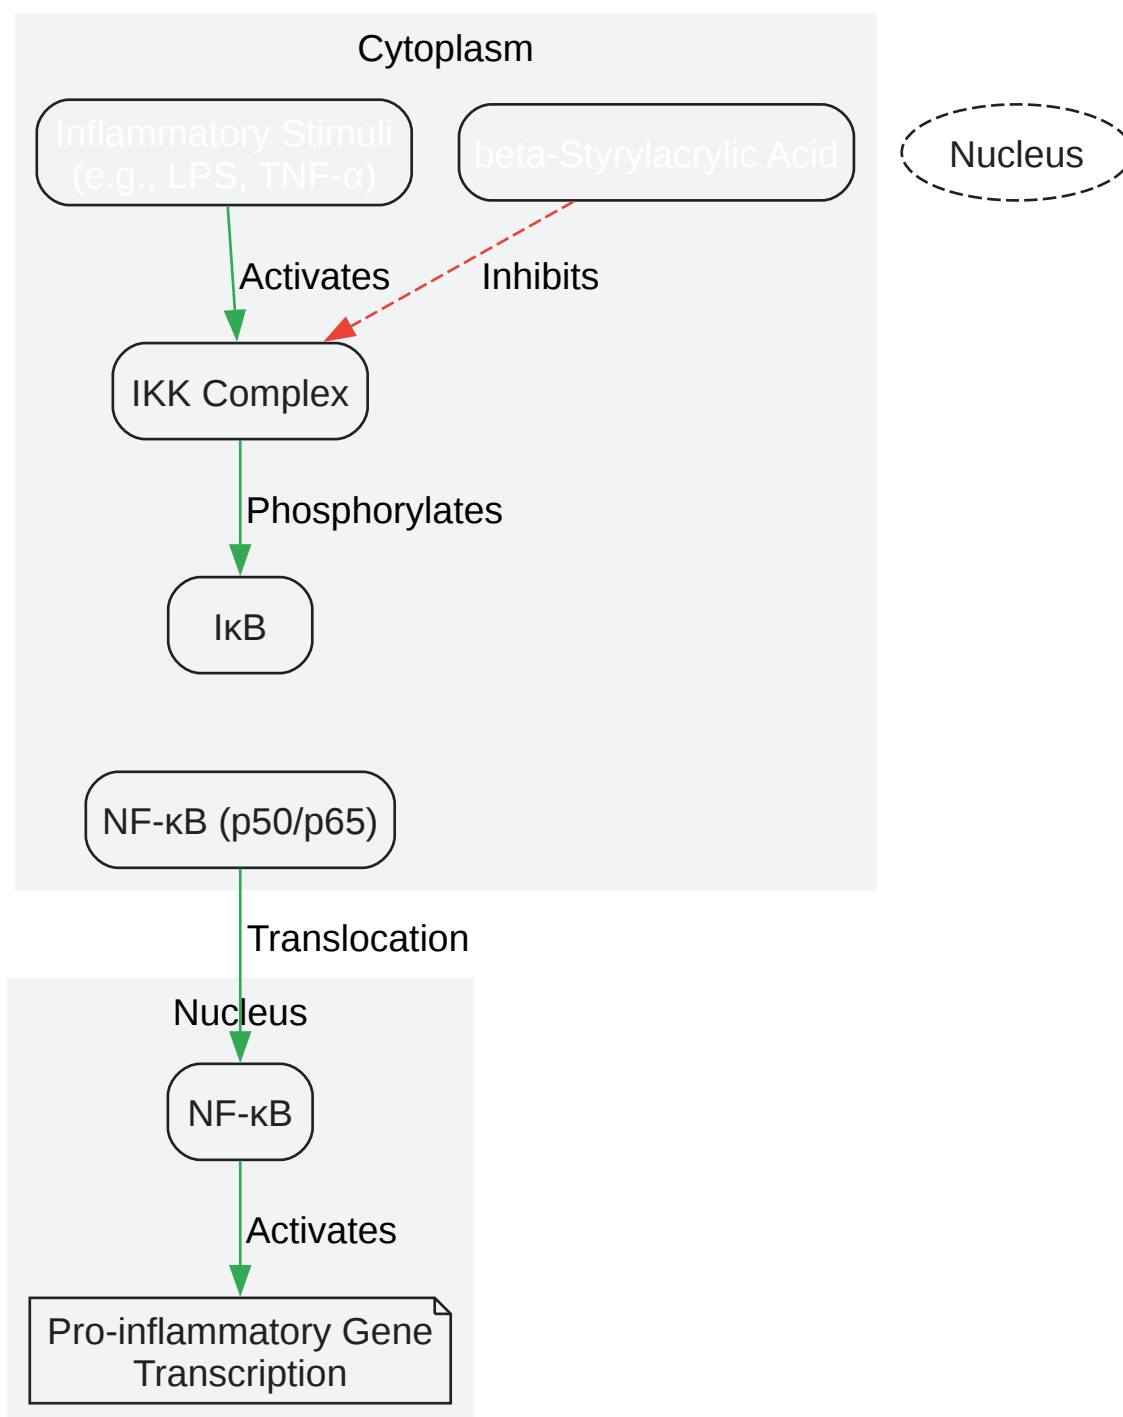 Cytoplasm
Inflammatory Stimuli
(e.g., LPS, TNF-α)
beta-Styrylacrylic Acid
Nucleus
Activates
Inhibits
IKK Complex
Phosphorylates
IκB
NF-κB (p50/p65)
Translocation
Nucleus
NF-κB
Activates
Pro-inflammatory Gene
Transcription